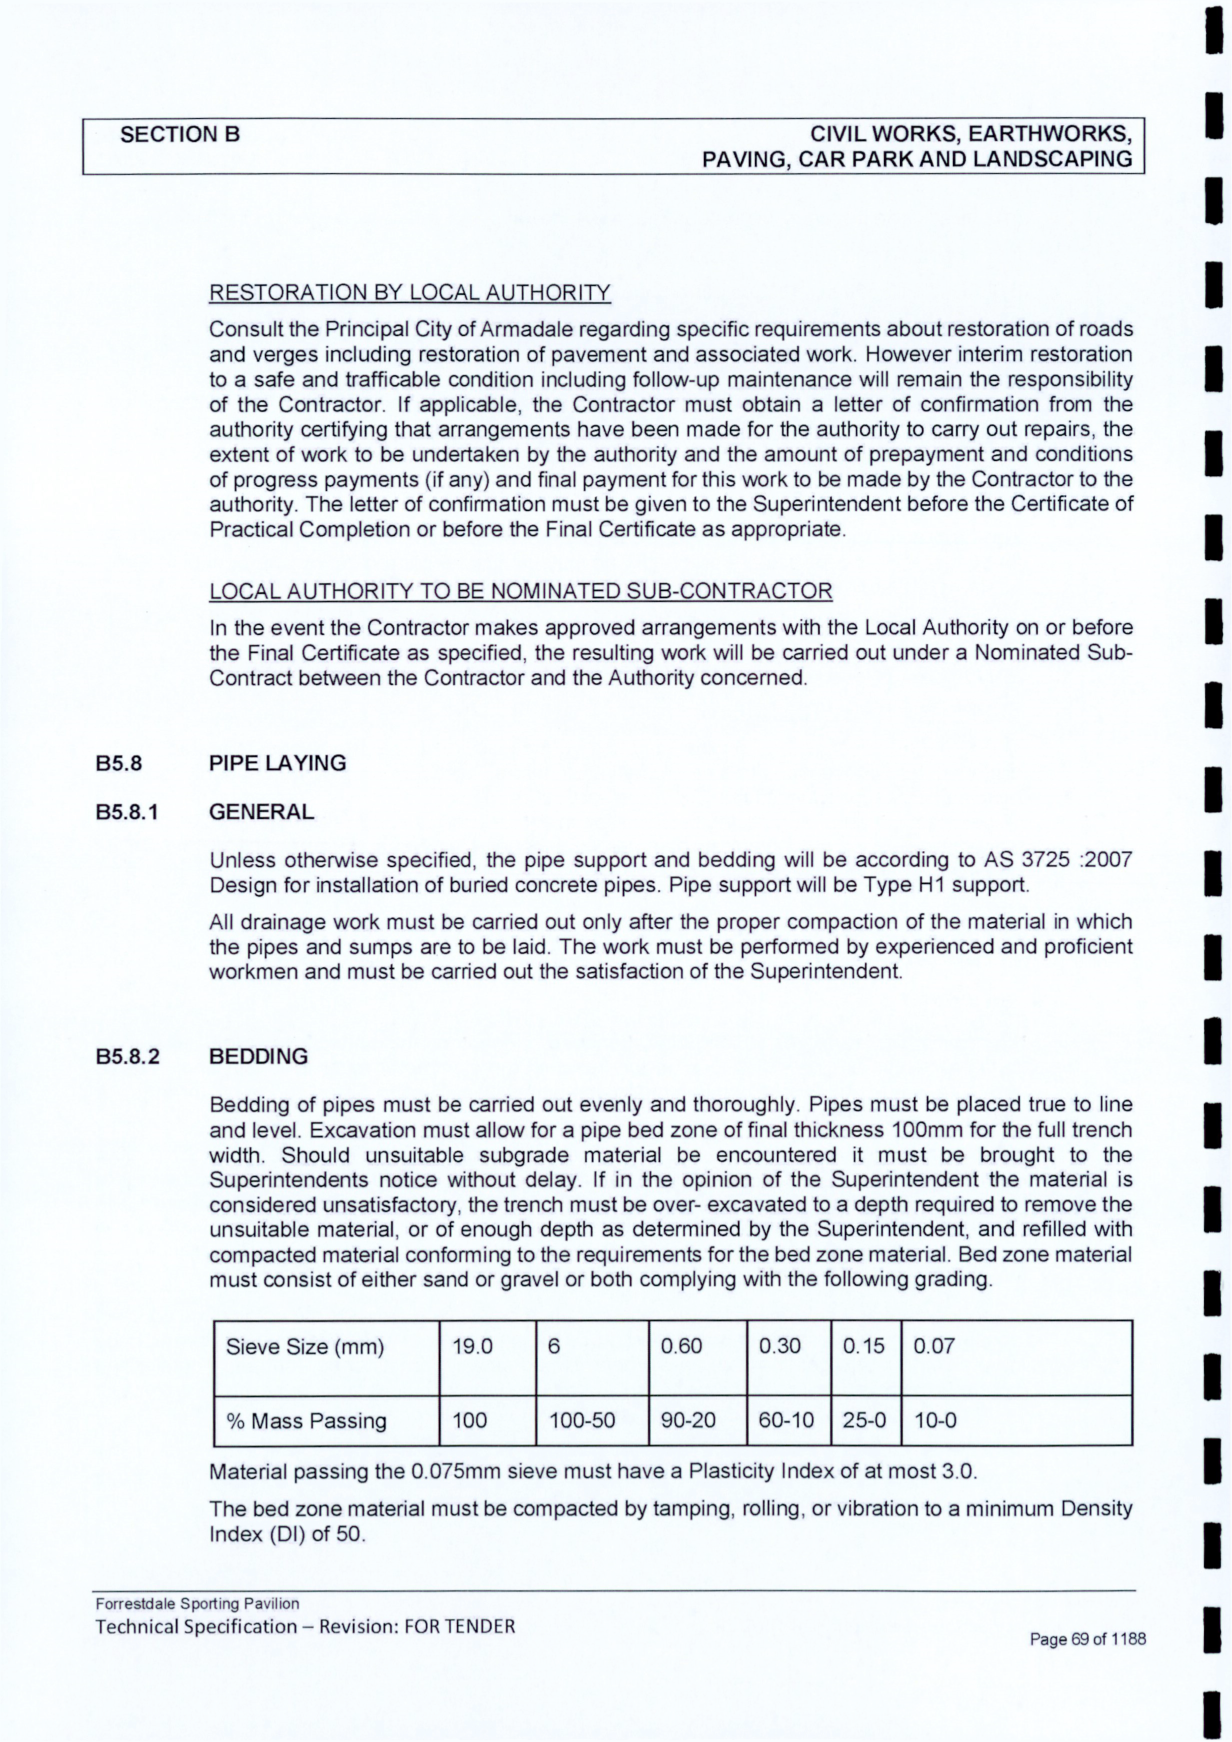 SECTION B
CIVIL WORKS, EARTHWORKS,
PAVING, CAR PARK AND LANDSCAPING
RESTORATION BY LOCAL AUTHORITY
Consult the Principal City of Armadale regarding specific requirements about restoration of roads
and verges including restoration of pavement and associated work. However interim restoration
to a safe and trafficable condition including follow-up maintenance will remain the responsibility
of the Contractor. If applicable, the Contractor must obtain a letter of confirmation from the
authority certifying that arrangements have been made for the authority to carry out repairs, the
extent of work to be undertaken by the authority and the amount of prepayment and conditions
of progress payments (if any) and final payment for this work to be made by the Contractor to the
authority. The letter of confirmation must be given to the Superintendent before the Certificate of
Practical Completion or before the Final Certificate as appropriate.
LOCAL AUTHORITY TO BE NOMINATED SUB-CONTRACTOR
In the event the Contractor makes approved arrangements with the Local Authority on or before
the Final Certificate as specified, the resulting work will be carried out under a Nominated Sub-
Contract between the Contractor and the Authority concerned.
B5.8 PIPE LAYING
B5.8.1 GENERAL
Unless otherwise specified, the pipe support and bedding will be according to AS 3725 :2007
Design for installation of buried concrete pipes. Pipe support will be Type H1 support.
All drainage work must be carried out only after the proper compaction of the material in which
the pipes and sumps are to be laid. The work must be performed by experienced and proficient
workmen and must be carried out the satisfaction of the Superintendent.
B5.8.2 BEDDING
Bedding of pipes must be carried out evenly and thoroughly. Pipes must be placed true to line
and level. Excavation must allow for a pipe bed zone of final thickness 100mm for the full trench
width. Should unsuitable subgrade material be encountered it must be brought to the
Superintendents notice without delay. If in the opinion of the Superintendent the material is
considered unsatisfactory, the trench must be over- excavated to a depth required to remove the
unsuitable material, or of enough depth as determined by the Superintendent, and refilled with
compacted material conforming to the requirements for the bed zone material. Bed zone material
must consist of either sand or gravel or both complying with the following grading.
Sieve Size (mm) 19.0 6 0.60 0.30 0.15 0.07
% Mass Passing 100 100-50 90-20 60-10 25-0 10-0
Material passing the 0.075mm sieve must have a Plasticity Index of at most 3.0.
The bed zone material must be compacted by tamping, rolling, or vibration to a minimum Density
Index (DI) of 50.
Forrestdale Sporting Pavilion
Technical Specification – Revision: FOR TENDER
Page 69 of 1188